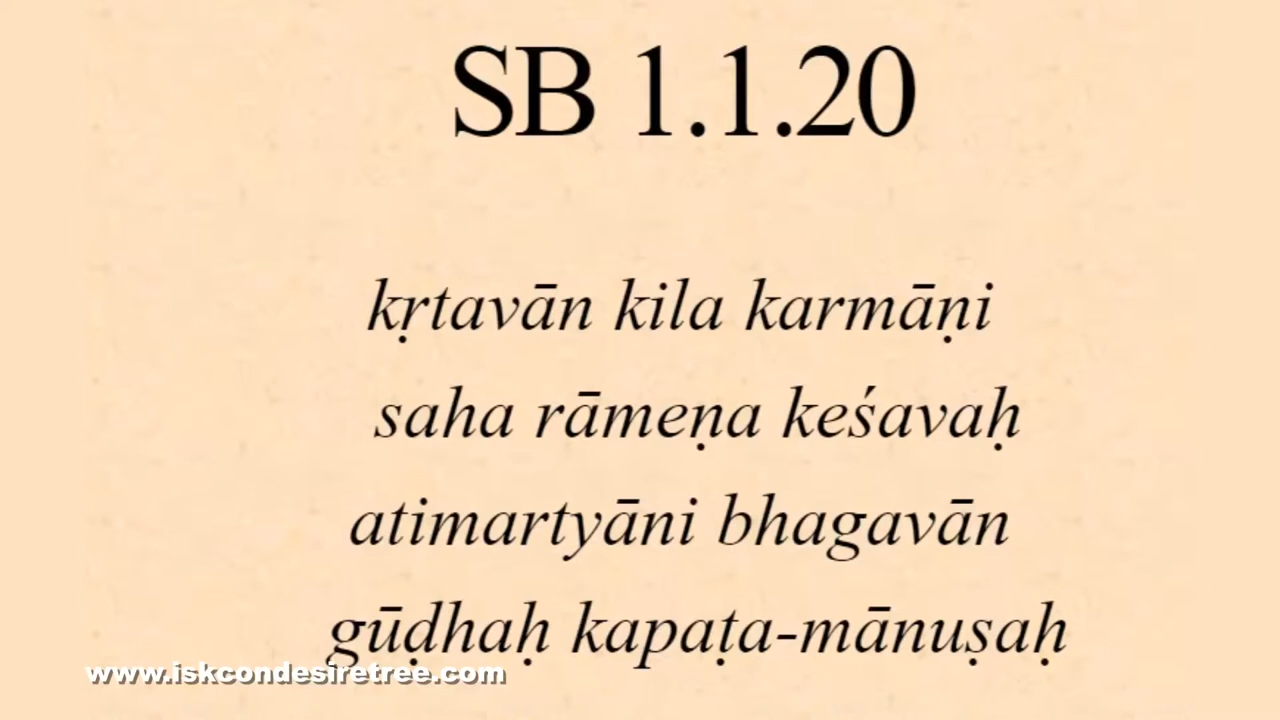 SB 1.1.20
kṛtavān kila karmāṇi
saha rāmeṇa keśavaḥ
atimartyāni bhagavān
gūḍhaḥ kapaṭa-mānuṣaḥ
www.iskcondesiretree.com